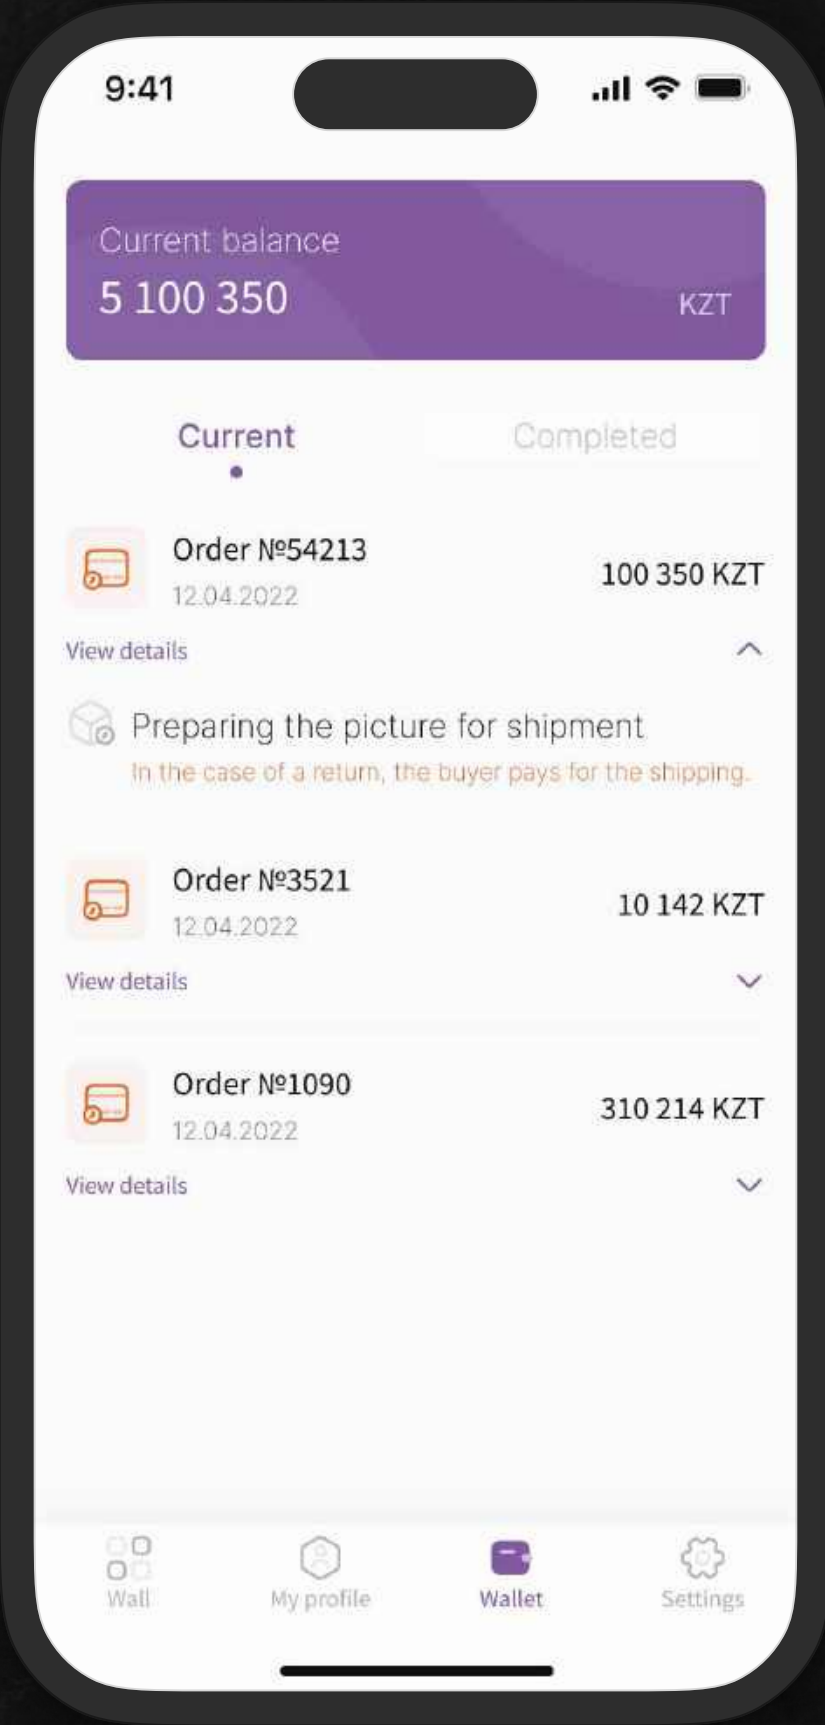 9:41
Current balance
5 100 350
KZT
Current
Completed
Order №54213
12.04.2022
100 350 KZT
View details
Preparing the picture for shipment
In the case of a return, the buyer pays for the shipping.
Order №3521
12.04.2022
10 142 KZT
View details
Order №1090
12.04.2022
310 214 KZT
View details
Wall
My profile
Wallet
Settings